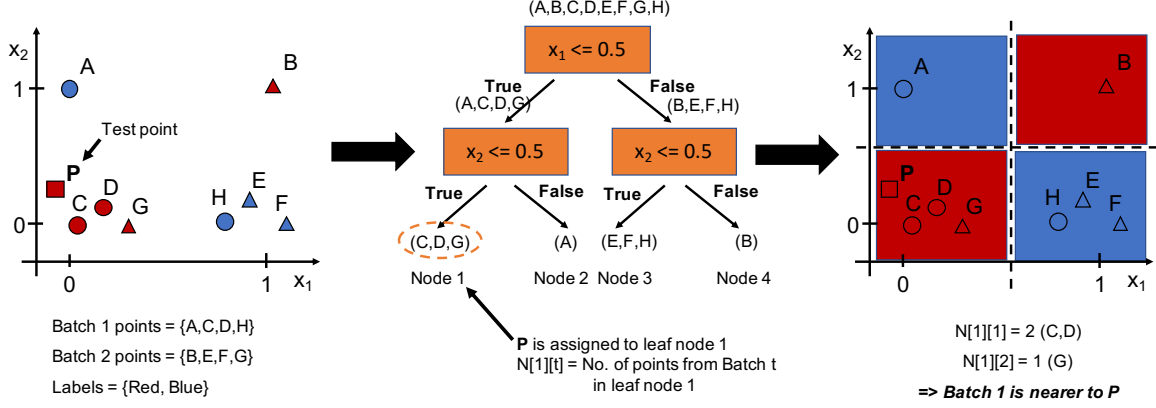 x2
A
B
1
Test point
P
D
C
G
H
E
F
0
0
1
x1
Batch 1 points = {A,C,D,H}
Batch 2 points = {B,E,F,G}
Labels = {Red, Blue}
(A,B,C,D,E,F,G,H)
x1 <= 0.5
True
False
(A,C,D,G)
(B,E,F,H)
x2 <= 0.5
x2 <= 0.5
True
False
True
False
(C,D,G)
(A)
(E,F,H)
(B)
Node 1
Node 2
Node 3
Node 4
P is assigned to leaf node 1
N[1][t] = No. of points from Batch t
in leaf node 1
x2
A
B
1
P
D
C
G
H
E
F
0
0
1
x1
N[1][1] = 2 (C,D)
N[1][2] = 1 (G)
=> Batch 1 is nearer to P